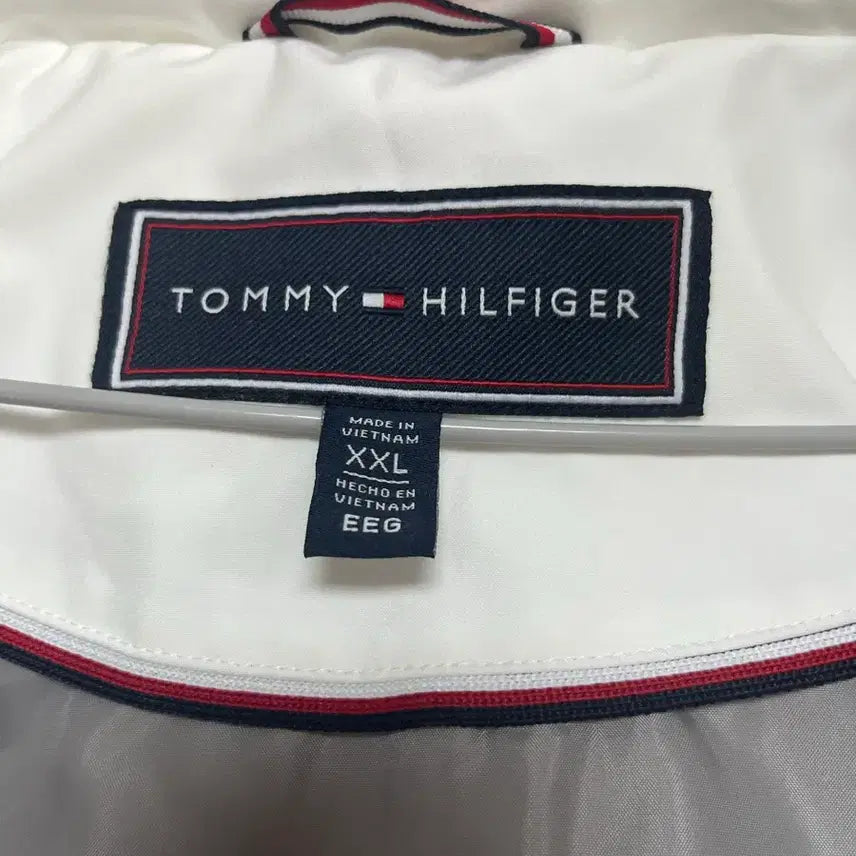 TOMMY HILFIGER
MADE IN
VIETNAM
XXL
HECHO EN
VIETNAM
EEG